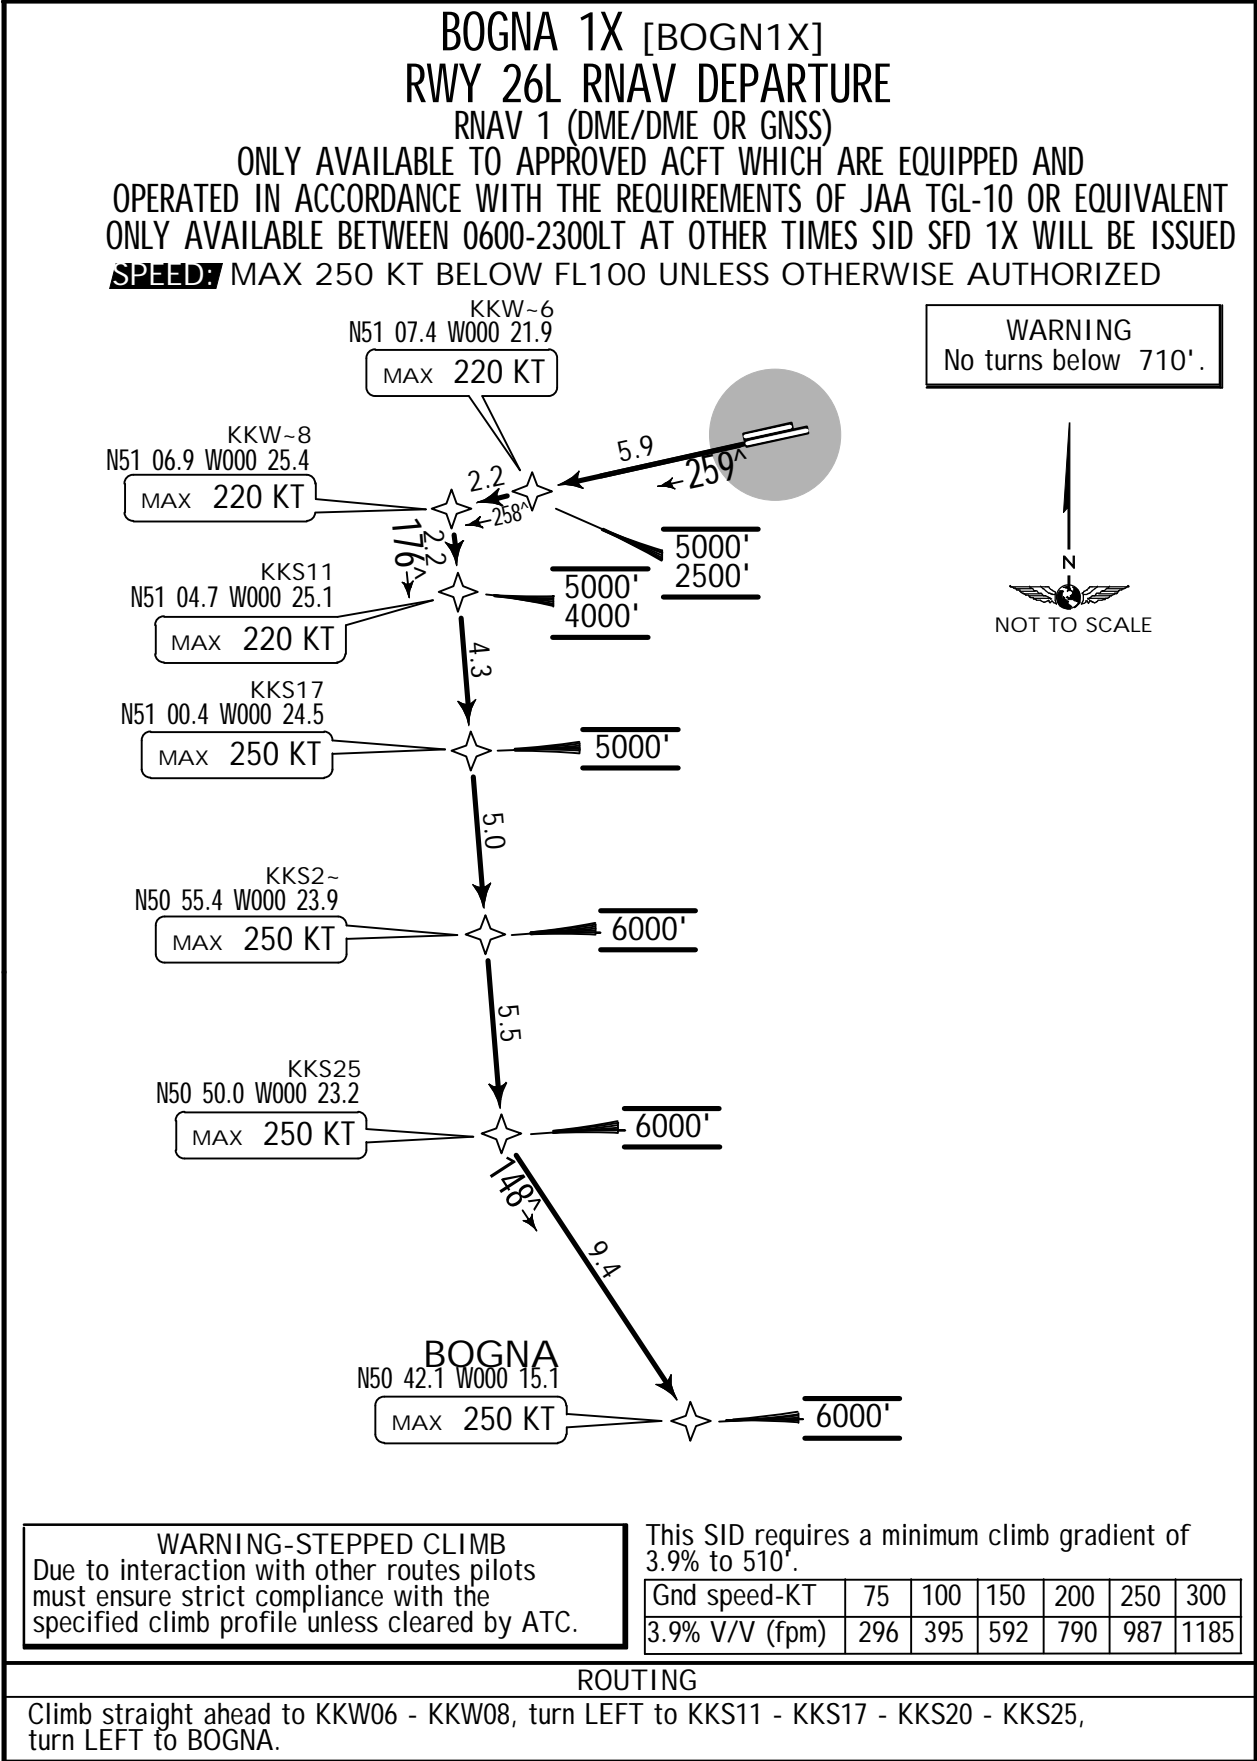 BOGNA 1X [BOGN1X]
RWY 26L RNAV DEPARTURE
RNAV 1 (DME/DME OR GNSS)
ONLY AVAILABLE TO APPROVED ACFT WHICH ARE EQUIPPED AND
OPERATED IN ACCORDANCE WITH THE REQUIREMENTS OF JAA TGL-10 OR EQUIVALENT
ONLY AVAILABLE BETWEEN 0600-2300LT AT OTHER TIMES SID SFD 1X WILL BE ISSUED
SPEED: MAX 250 KT BELOW FL100 UNLESS OTHERWISE AUTHORIZED
KKW~6
N51 07.4 W000 21.9
MAX 220 KT
WARNING
No turns below 710'.
5.9
259^
KKW~8
N51 06.9 W000 25.4
MAX 220 KT
2.2
258^
5000'
2500'
176^
2.2
KKS11
N51 04.7 W000 25.1
MAX 220 KT
5000'
4000'
N
NOT TO SCALE
4.3
KKS17
N51 00.4 W000 24.5
MAX 250 KT
5000'
5.0
KKS2~
N50 55.4 W000 23.9
MAX 250 KT
6000'
5.5
KKS25
N50 50.0 W000 23.2
MAX 250 KT
6000'
148^
9.4
BOGNA
N50 42.1 W000 15.1
MAX 250 KT
6000'
WARNING-STEPPED CLIMB
Due to interaction with other routes pilots
must ensure strict compliance with the
specified climb profile unless cleared by ATC.
This SID requires a minimum climb gradient of
3.9% to 510'.
Gnd speed-KT 75 100 150 200 250 300
3.9% V/V (fpm) 296 395 592 790 987 1185
ROUTING
Climb straight ahead to KKW06 - KKW08, turn LEFT to KKS11 - KKS17 - KKS20 - KKS25,
turn LEFT to BOGNA.